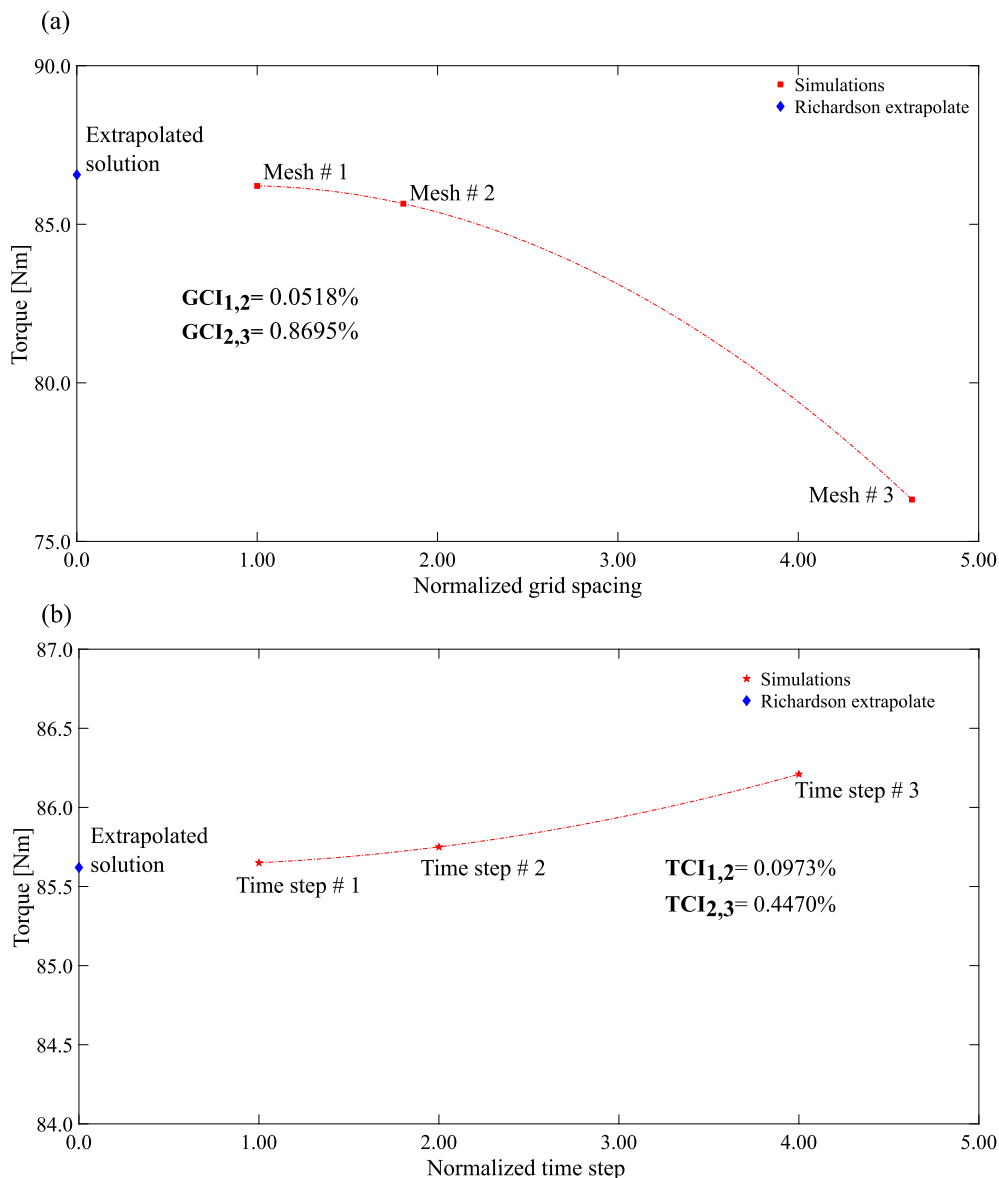 (a)
90.0
Simulations
Richardson extrapolate
Extrapolated
solution
Mesh # 1
Mesh # 2
85.0
GCI1,2= 0.0518%
GCI2,3= 0.8695%
Torque [Nm]
80.0
Mesh # 3
75.0
0.0 1.00 2.00 3.00 4.00 5.00
Normalized grid spacing
(b)
87.0
Simulations
Richardson extrapolate
86.5
86.0
Time step # 3
Extrapolated
solution
Time step # 1
Time step # 2
TCI1,2= 0.0973%
TCI2,3= 0.4470%
85.5
Torque [Nm]
85.0
84.5
84.0
0.0 1.00 2.00 3.00 4.00 5.00
Normalized time step